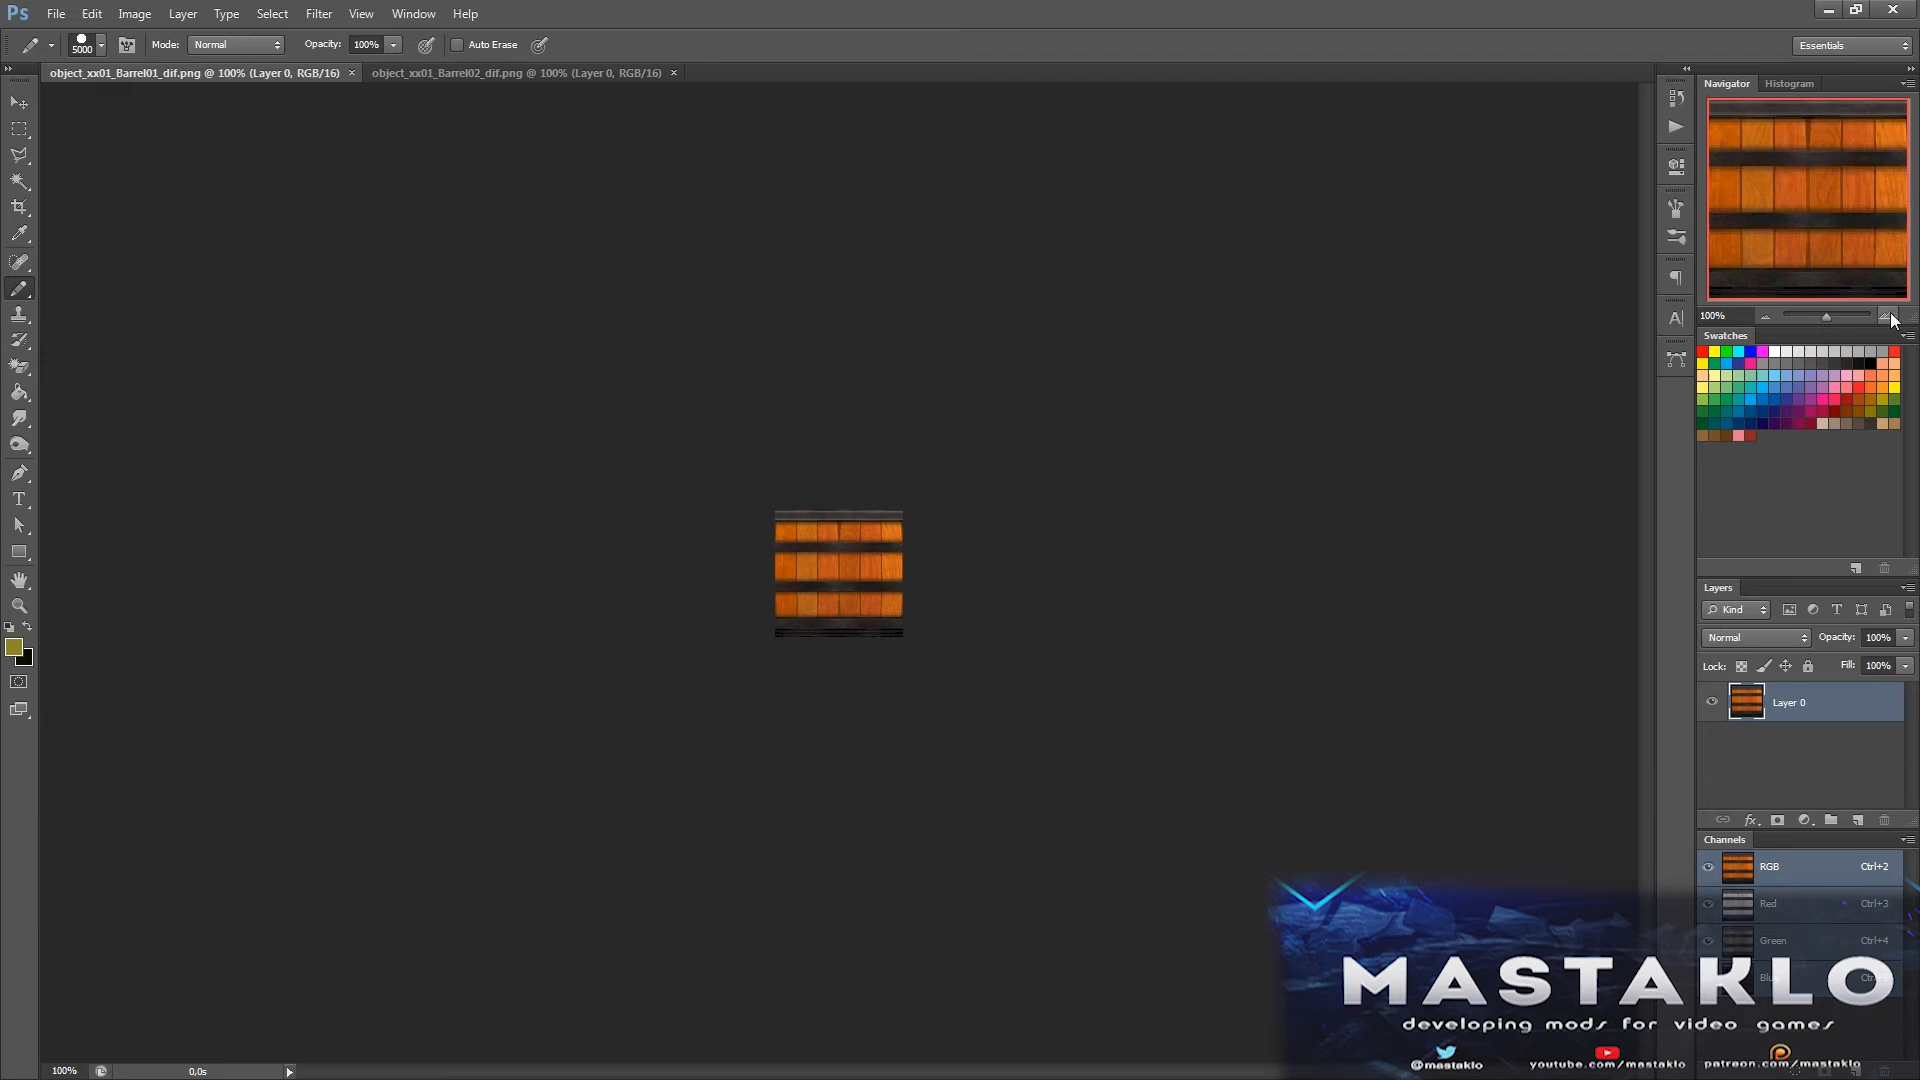 Ps File Edit Image Layer Type Select Filter View Window Help
5000 Mode: Normal Opacity: 100% Auto Erase Essentials
object_xx01_Barrel01_dif.png @ 100% (Layer 0, RGB/16) × object_xx01_Barrel02_dif.png @ 100% (Layer 0, RGB/16) ×
Navigator Histogram
100%
Swatches
Layers
Kind
Normal Opacity: 100%
Lock: Fill: 100%
Layer 0
Channels
RGB Ctrl+2
Red Ctrl+3
Green Ctrl+4
MASTAKLO
developing mods for video games
@mastaklo youtube.com/mastaklo patreon.com/mastaklo
100% 0,0s